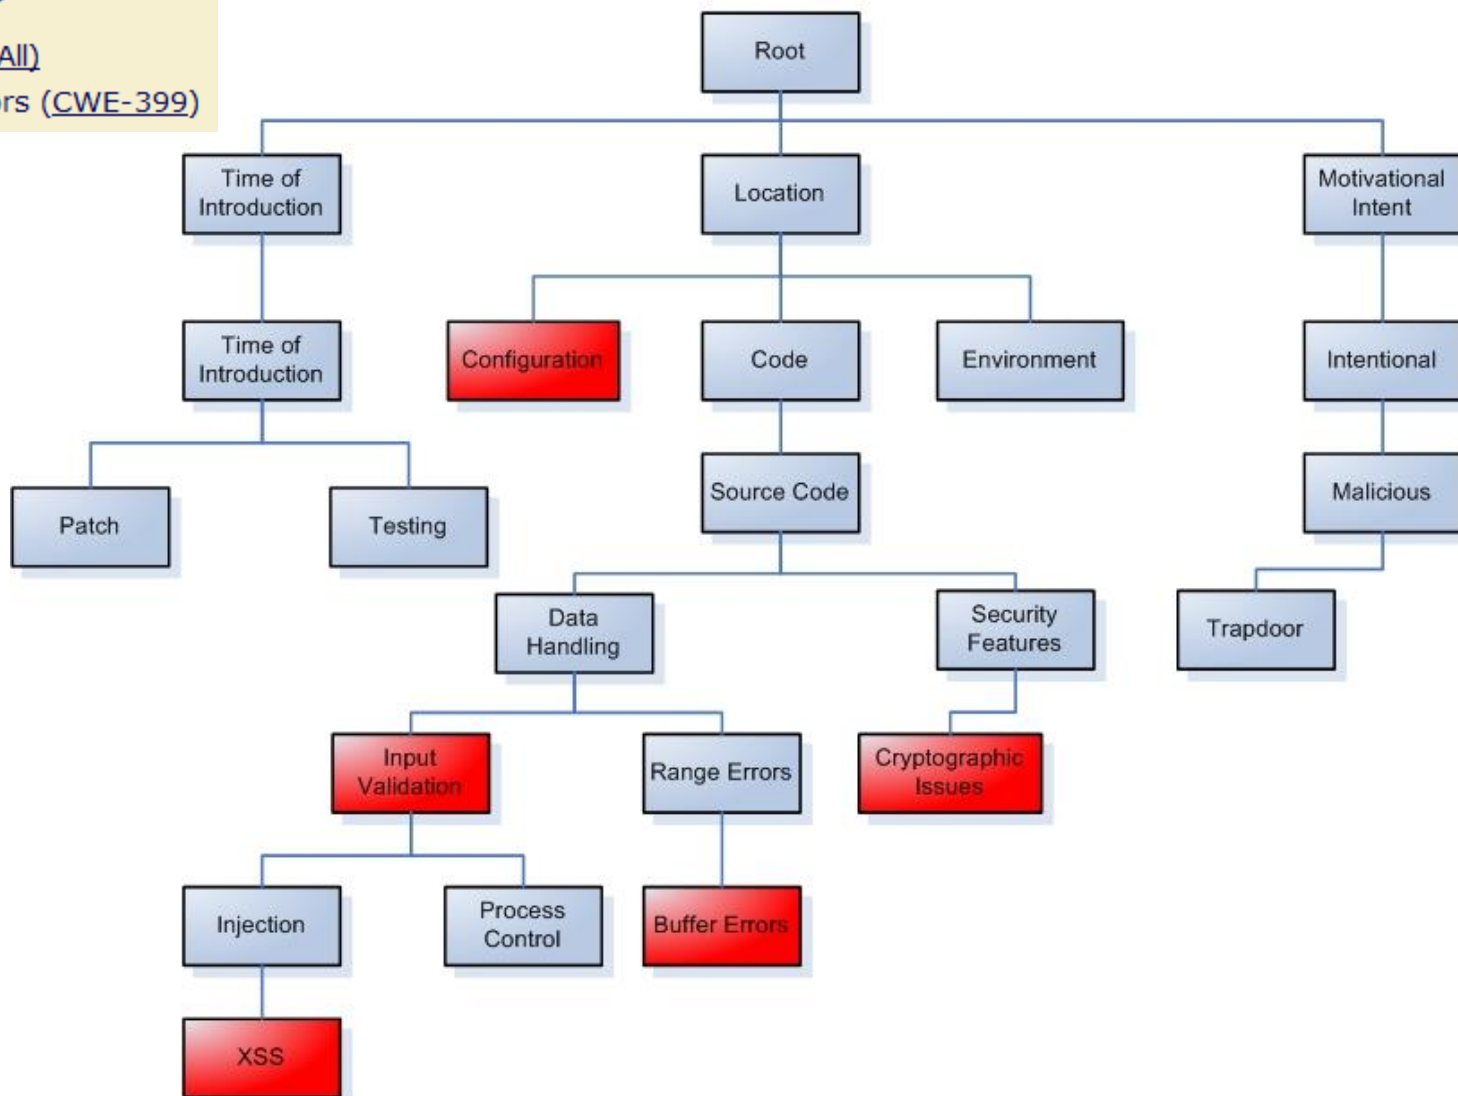 All)
rs (CWE-399)
Root
Time of
Introduction
Location
Motivational
Intent
Time of
Introduction
Configuration
Code
Environment
Intentional
Patch
Testing
Source Code
Malicious
Data
Handling
Security
Features
Trapdoor
Input
Validation
Range Errors
Cryptographic
Issues
Injection
Process
Control
Buffer Errors
XSS